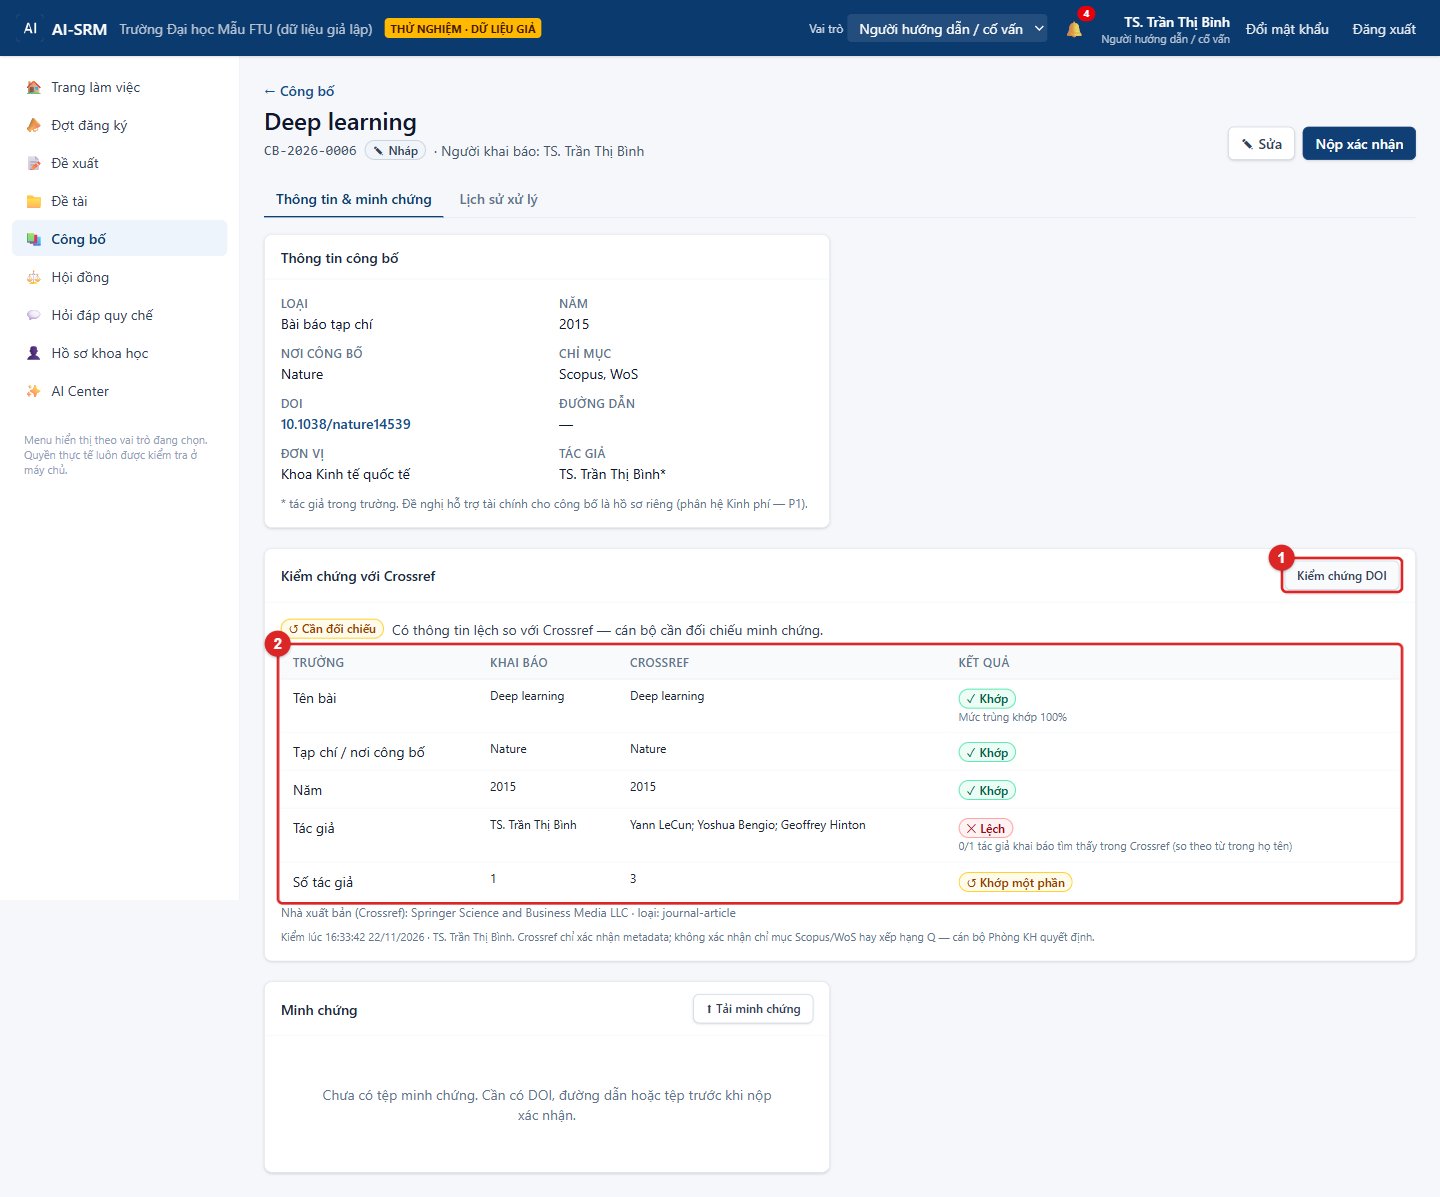 AI AI-SRM Trường Đại học Mẫu FTU (dữ liệu giả lập) THỬ NGHIỆM · DỮ LIỆU GIẢ
Vai trò Người hướng dẫn / cố vấn 4 TS. Trần Thị Bình
Người hướng dẫn / cố vấn Đổi mật khẩu Đăng xuất
Trang làm việc
Đợt đăng ký
Đề xuất
Đề tài
Công bố
Hội đồng
Hỏi đáp quy chế
Hồ sơ khoa học
AI Center
Menu hiển thị theo vai trò đang chọn.
Quyền thực tế luôn được kiểm tra ở
máy chủ.
← Công bố
Deep learning
CB-2026-0006 Nháp · Người khai báo: TS. Trần Thị Bình
Sửa Nộp xác nhận
Thông tin & minh chứng Lịch sử xử lý
Thông tin công bố
LOẠI NĂM
Bài báo tạp chí 2015
NƠI CÔNG BỐ CHỈ MỤC
Nature Scopus, WoS
DOI ĐƯỜNG DẪN
10.1038/nature14539 —
ĐƠN VỊ TÁC GIẢ
Khoa Kinh tế quốc tế TS. Trần Thị Bình*
* tác giả trong trường. Đề nghị hỗ trợ tài chính cho công bố là hồ sơ riêng (phân hệ Kinh phí — P1).
Kiểm chứng với Crossref 1 Kiểm chứng DOI
↺ Cần đối chiếu Có thông tin lệch so với Crossref — cán bộ cần đối chiếu minh chứng.
2
TRƯỜNG KHAI BÁO CROSSREF KẾT QUẢ
Tên bài Deep learning Deep learning ✓ Khớp
Mức trùng khớp 100%
Tạp chí / nơi công bố Nature Nature ✓ Khớp
Năm 2015 2015 ✓ Khớp
Tác giả TS. Trần Thị Bình Yann LeCun; Yoshua Bengio; Geoffrey Hinton ✕ Lệch
0/1 tác giả khai báo tìm thấy trong Crossref (so theo từ trong họ tên)
Số tác giả 1 3 ↺ Khớp một phần
Nhà xuất bản (Crossref): Springer Science and Business Media LLC · loại: journal-article
Kiểm lúc 16:33:42 22/11/2026 · TS. Trần Thị Bình. Crossref chỉ xác nhận metadata; không xác nhận chỉ mục Scopus/WoS hay xếp hạng Q — cán bộ Phòng KH quyết định.
Minh chứng ⭱ Tải minh chứng
Chưa có tệp minh chứng. Cần có DOI, đường dẫn hoặc tệp trước khi nộp
xác nhận.